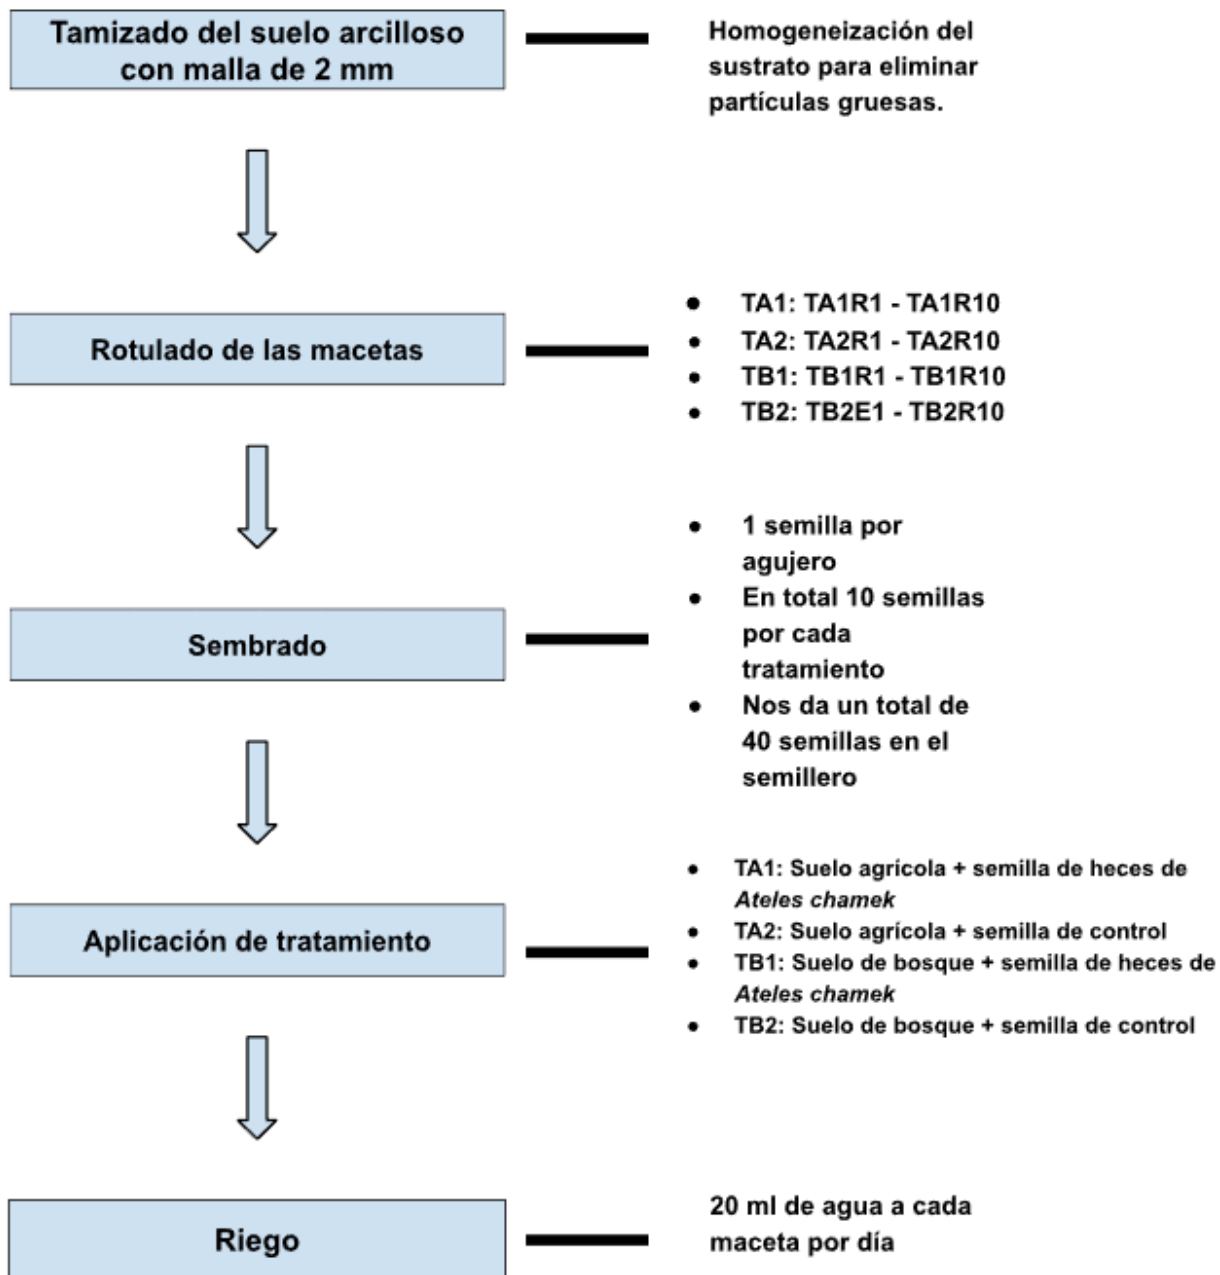 Tamizado del suelo arcilloso
con malla de 2 mm
Homogeneización del
sustrato para eliminar
partículas gruesas.
Rotulado de las macetas
● TA1: TA1R1 - TA1R10
● TA2: TA2R1 - TA2R10
● TB1: TB1R1 - TB1R10
● TB2: TB2E1 - TB2R10
Sembrado
● 1 semilla por
agujero
● En total 10 semillas
por cada
tratamiento
● Nos da un total de
40 semillas en el
semillero
Aplicación de tratamiento
● TA1: Suelo agrícola + semilla de heces de
Ateles chamek
● TA2: Suelo agrícola + semilla de control
● TB1: Suelo de bosque + semilla de heces de
Ateles chamek
● TB2: Suelo de bosque + semilla de control
Riego
20 ml de agua a cada
maceta por día